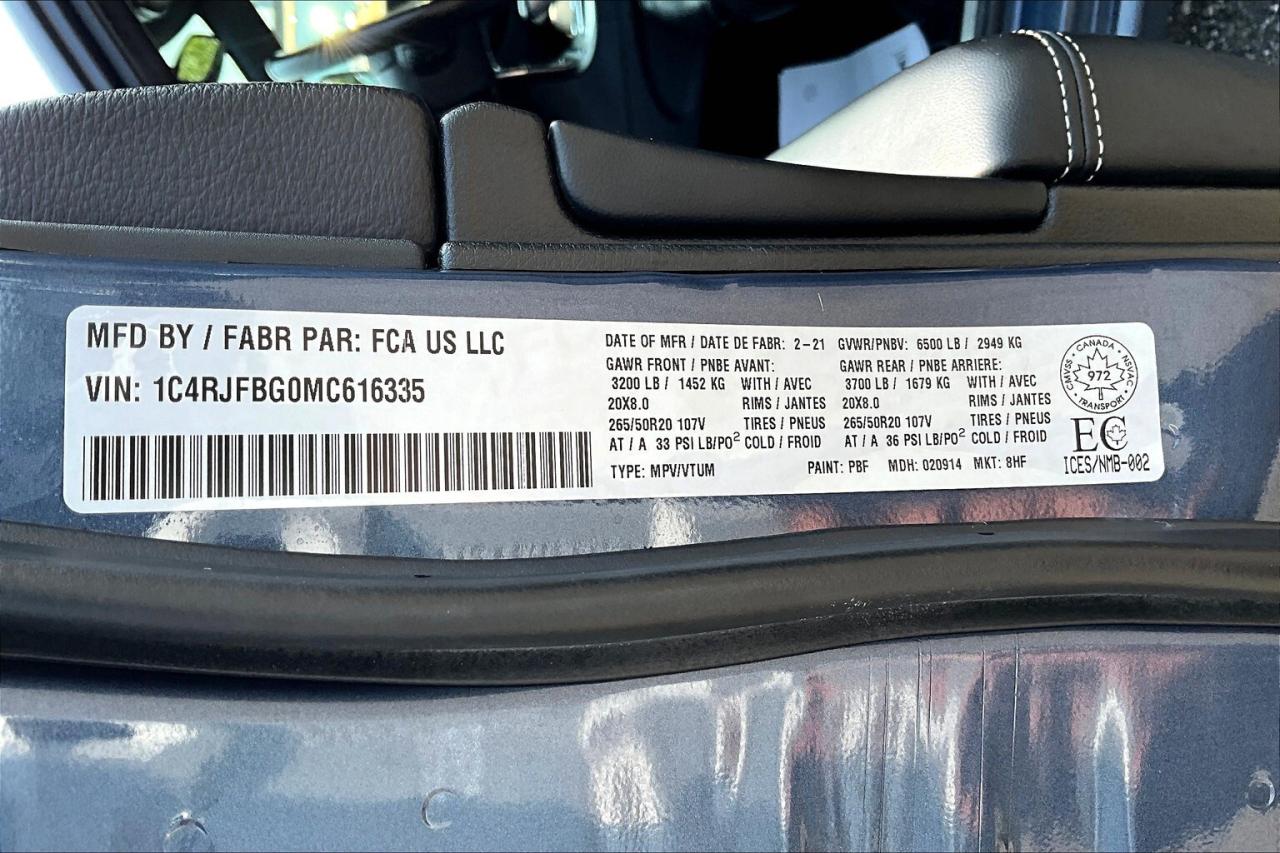 MFD BY / FABR PAR: FCA US LLC
VIN: 1C4RJFBG0MC616335
DATE OF MFR / DATE DE FABR: 2-21 GVWR/PNBV: 6500 LB / 2949 KG
GAWR FRONT / PNBE AVANT: GAWR REAR / PNBE ARRIERE:
3200 LB / 1452 KG WITH / AVEC 3700 LB / 1679 KG WITH / AVEC
20X8.0 RIMS / JANTES 20X8.0 RIMS / JANTES
265/50R20 107V TIRES / PNEUS 265/50R20 107V TIRES / PNEUS
AT / A 33 PSI LB/PO² COLD / FROID AT / A 36 PSI LB/PO² COLD / FROID
TYPE: MPV/VTUM PAINT: PBF MDH: 020914 MKT: 8HF
CMVSS • CANADA • NSVAC
972
• TRANSPORT •
EC
ICES/NMB-002